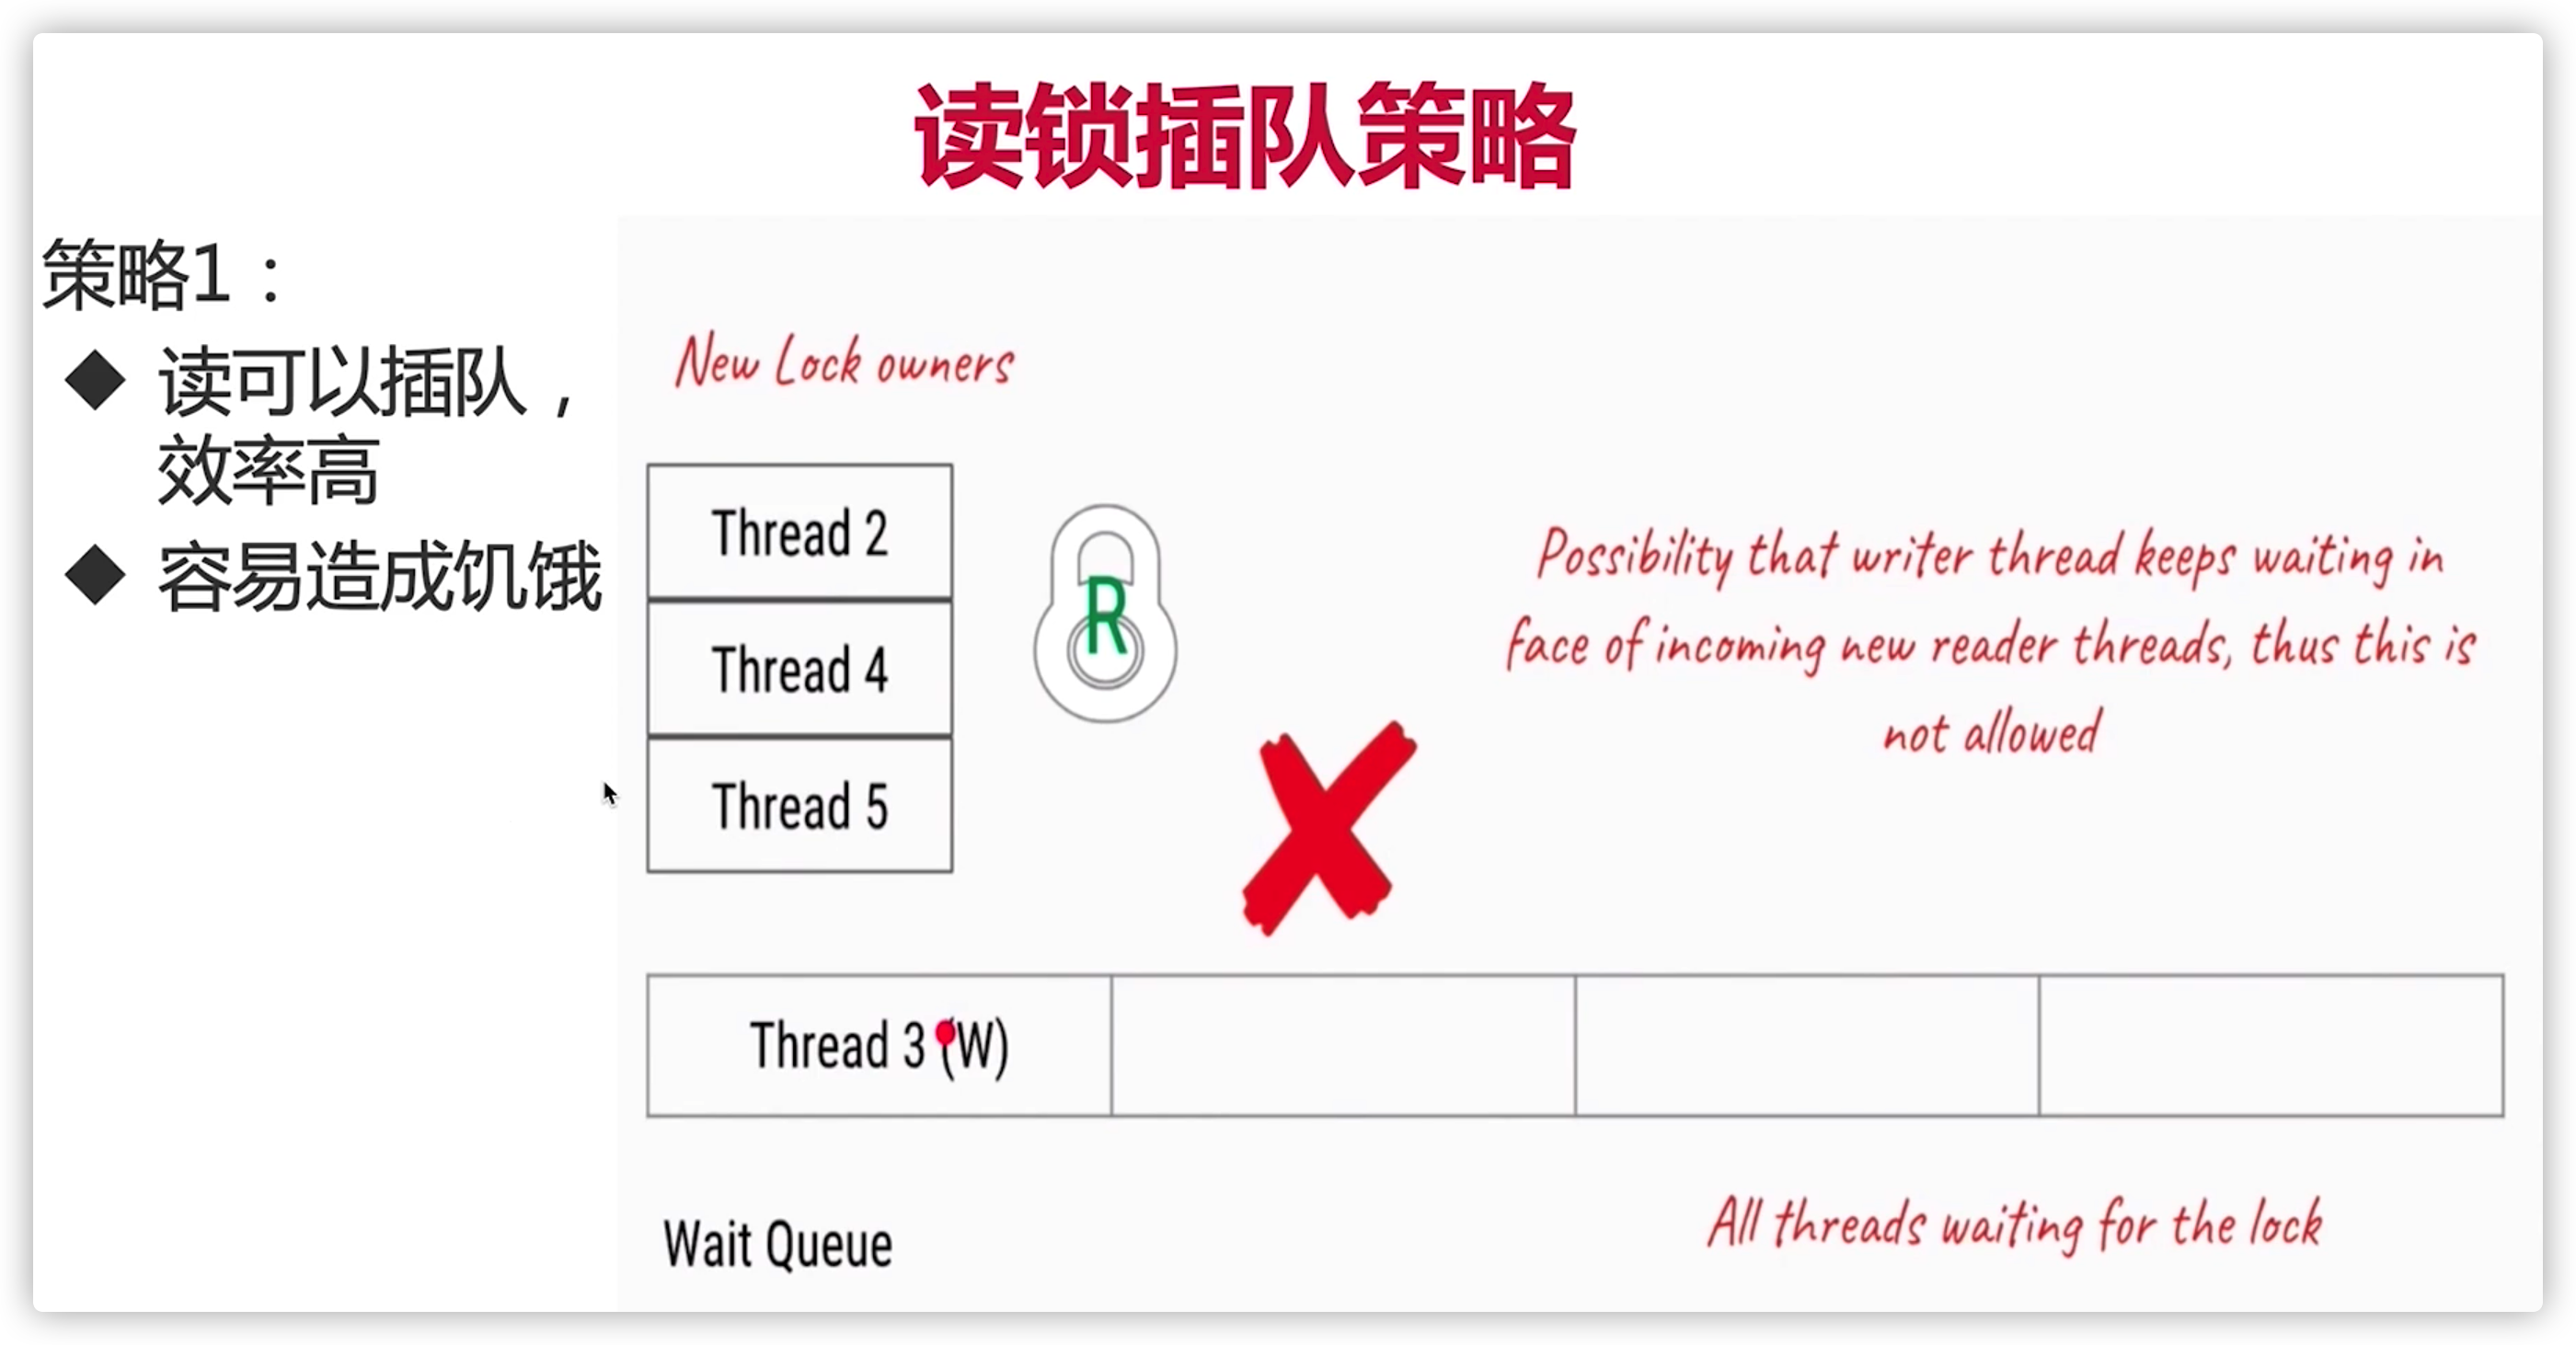 读锁插队策略
策略1：
◆ 读可以插队，
效率高
◆ 容易造成饥饿
New Lock owners
Thread 2
Thread 4
Thread 5
R
Possibility that writer thread keeps waiting in
face of incoming new reader threads, thus this is
not allowed
Thread 3 (W)
Wait Queue
All threads waiting for the lock